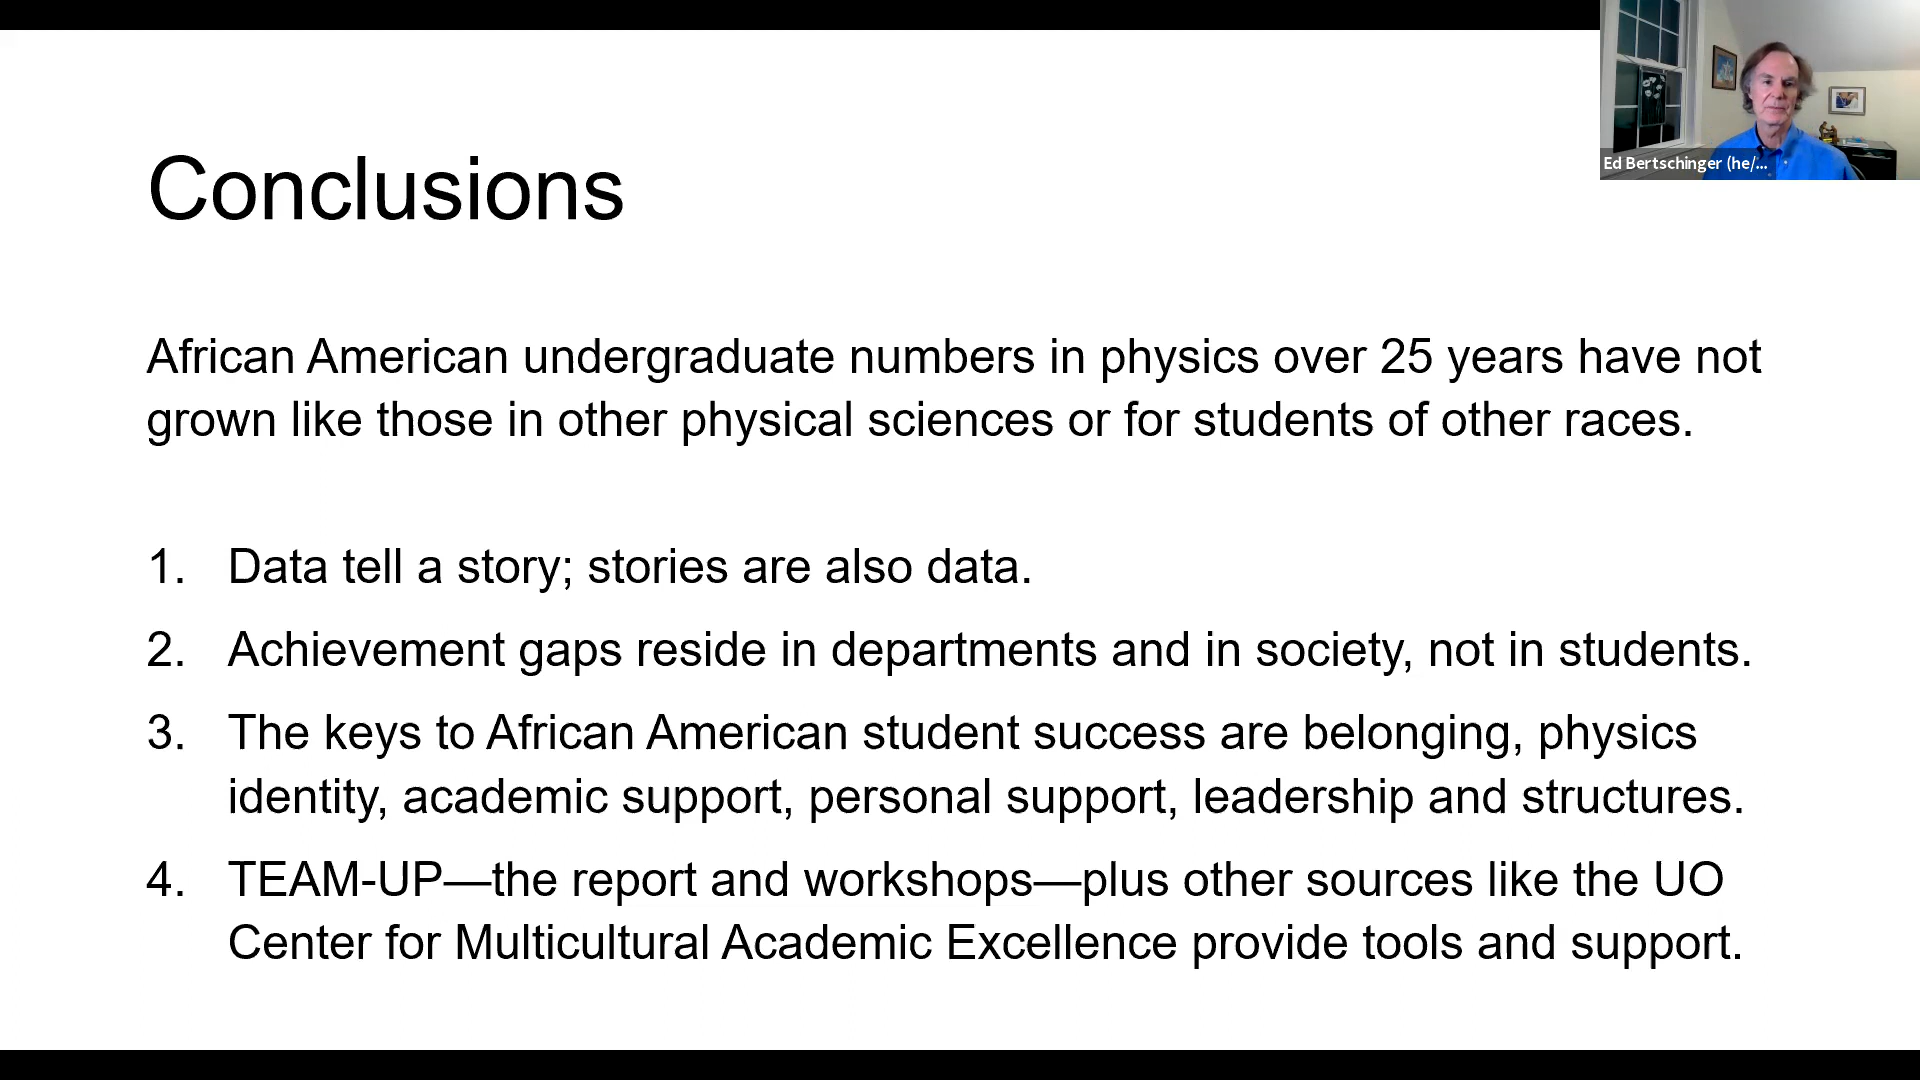 Ed Bertschinger (he/...
Conclusions
African American undergraduate numbers in physics over 25 years have not
grown like those in other physical sciences or for students of other races.
1. Data tell a story; stories are also data.
2. Achievement gaps reside in departments and in society, not in students.
3. The keys to African American student success are belonging, physics
identity, academic support, personal support, leadership and structures.
4. TEAM-UP—the report and workshops—plus other sources like the UO
Center for Multicultural Academic Excellence provide tools and support.